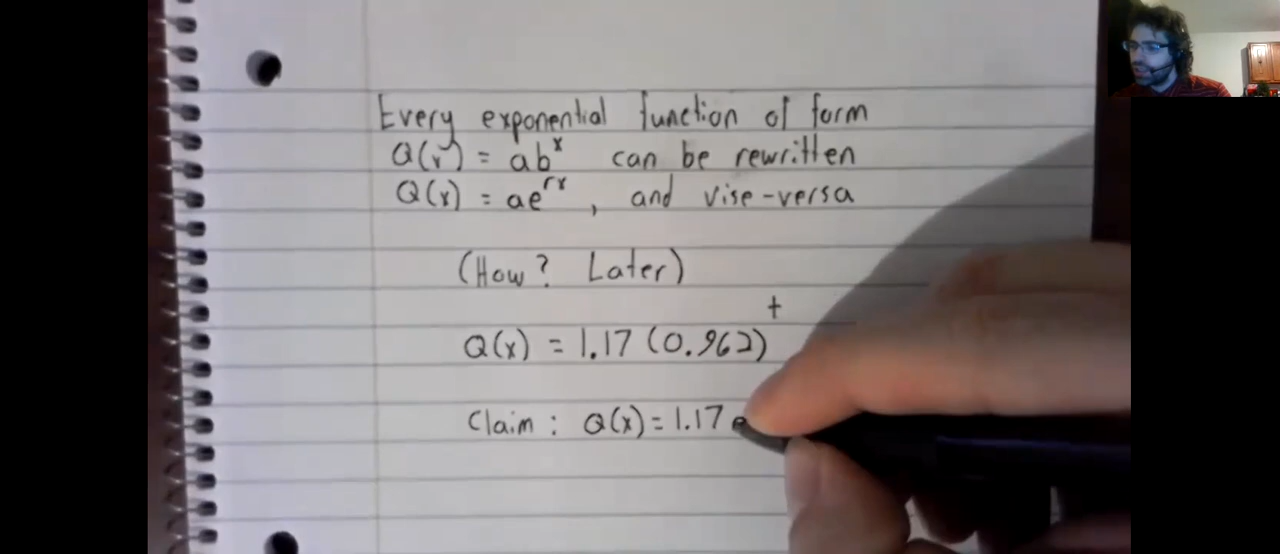 Every exponential function of form
Q(x) = ab^x can be rewritten
Q(x) = ae^rx , and vise-versa
(How? Later)
Q(x) = 1.17 (0.962)^t
Claim : Q(x) = 1.17 e